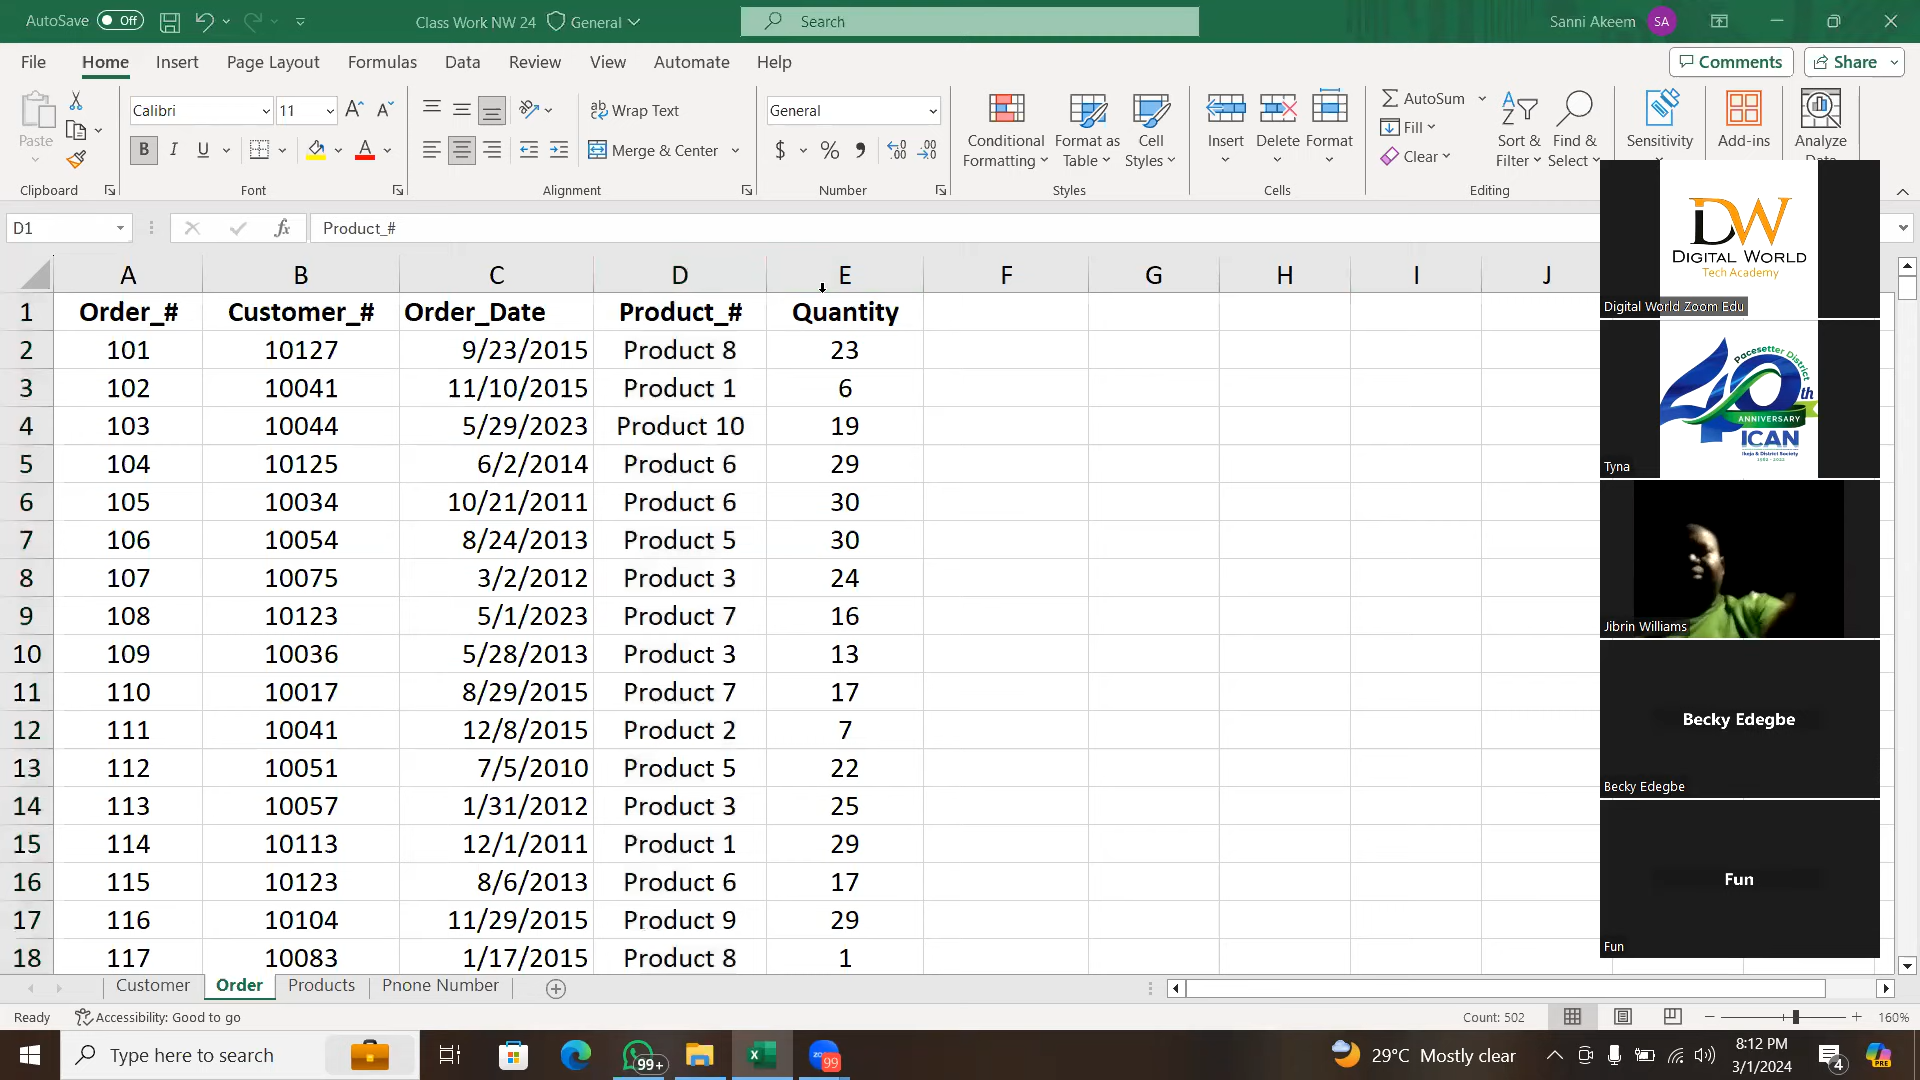 AutoSave Off Class Work NW 24 General Search Sanni Akeem SA
File Home Insert Page Layout Formulas Data Review View Automate Help Comments Share
Paste
Clipboard
Calibri 11
B I U
Font
Wrap Text
Merge & Center
Alignment
General
$ % ,
Number
Conditional Formatting Format as Table Cell Styles
Styles
Insert Delete Format
Cells
AutoSum
Fill
Clear
Sort & Filter Find & Select
Editing
Sensitivity
Add-ins
Analyze Data
D1 fx Product_#
A B C D E F G H I J
1 Order_# Customer_# Order_Date Product_# Quantity
2 101 10127 9/23/2015 Product 8 23
3 102 10041 11/10/2015 Product 1 6
4 103 10044 5/29/2023 Product 10 19
5 104 10125 6/2/2014 Product 6 29
6 105 10034 10/21/2011 Product 6 30
7 106 10054 8/24/2013 Product 5 30
8 107 10075 3/2/2012 Product 3 24
9 108 10123 5/1/2023 Product 7 16
10 109 10036 5/28/2013 Product 3 13
11 110 10017 8/29/2015 Product 7 17
12 111 10041 12/8/2015 Product 2 7
13 112 10051 7/5/2010 Product 5 22
14 113 10057 1/31/2012 Product 3 25
15 114 10113 12/1/2011 Product 1 29
16 115 10123 8/6/2013 Product 6 17
17 116 10104 11/29/2015 Product 9 29
18 117 10083 1/17/2015 Product 8 1
DW
DIGITAL WORLD
Tech Academy
Digital World Zoom Edu
Pacesetter District
40th
ANNIVERSARY
ICAN
Ikeja & District Society
Tyna
Jibrin Williams
Becky Edegbe
Becky Edegbe
Fun
Fun
Customer Order Products Pnone Number
Ready Accessibility: Good to go Count: 502 160%
Type here to search 99+ 99 29°C Mostly clear 8:12 PM
3/1/2024 4 PRE